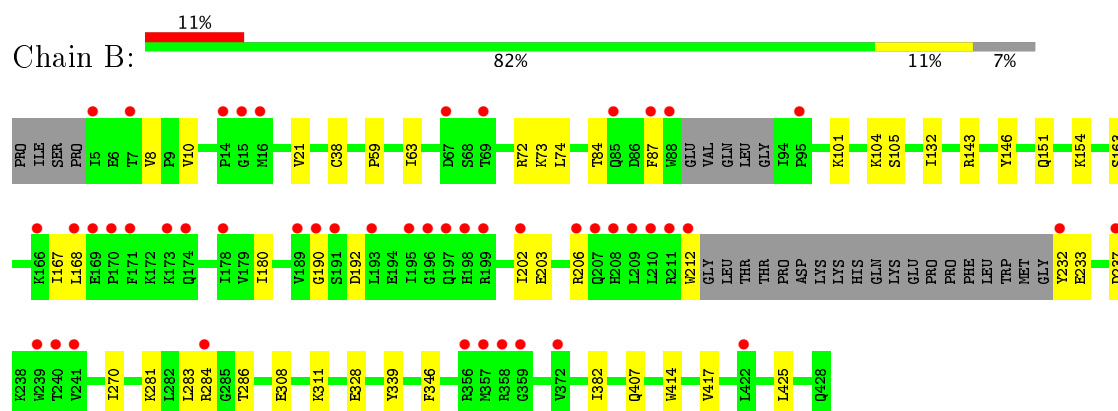 11%
Chain B:
82% 11% 7%
PRO ILE SER PRO I5 E6 T7 V8 P9 V10 P14 G15 M16 V21 C38 P59 I63 D67 S68 T69 R72 K73 L74 T84 Q85 D86 F87 W88 GLU VAL GLN LEU GLY I94 P95 K101 K104 S105 I132 R143 Y146 Q151 K154 S163
K166 I167 L168 E169 P170 F171 K172 K173 Q174 I178 V179 I180 V189 G190 S191 D192 L193 E194 I195 G196 Q197 H198 R199 I202 E203 R206 Q207 H208 L209 L210 R211 W212 GLY LEU THR THR PRO ASP LYS LYS HIS GLN LYS GLU PRO PRO PHE LEU TRP MET GLY Y232 E233 D237
K238 W239 T240 V241 I270 K281 L282 L283 R284 G285 T286 E308 K311 E328 Y339 F346 R356 M357 R358 G359 V372 I382 Q407 W414 V417 L422 L425 Q428